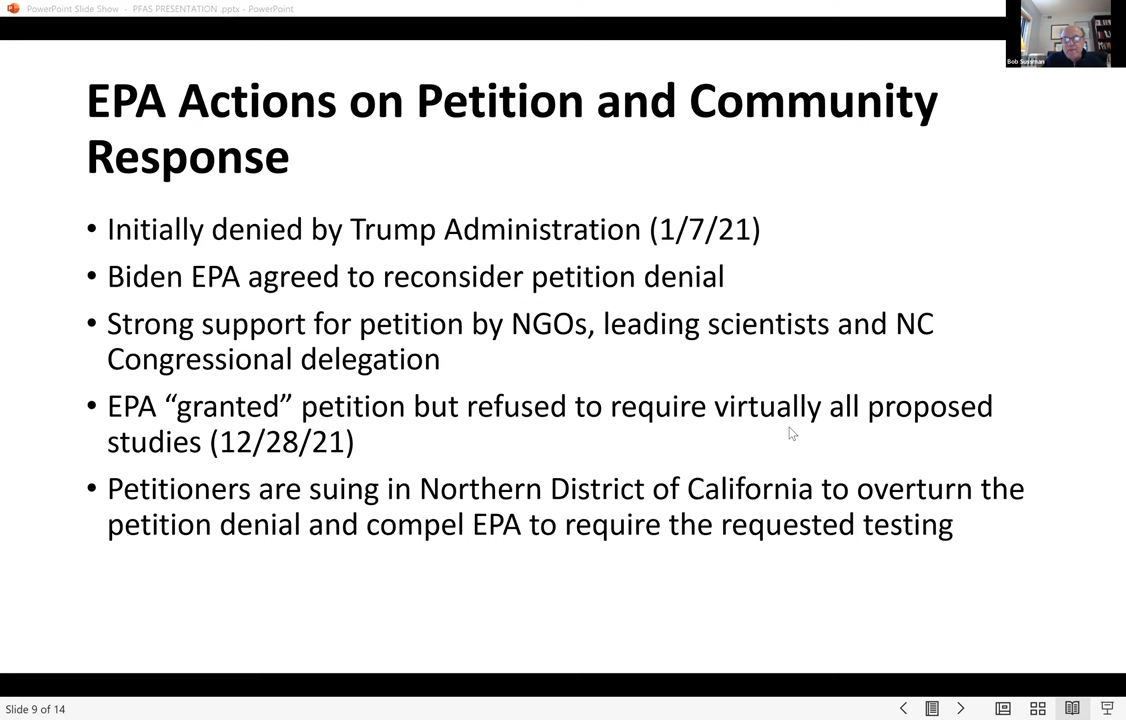 PowerPoint Slide Show - PFAS PRESENTATION .pptx - PowerPoint
Bob Sussman
EPA Actions on Petition and Community
Response
• Initially denied by Trump Administration (1/7/21)
• Biden EPA agreed to reconsider petition denial
• Strong support for petition by NGOs, leading scientists and NC
Congressional delegation
• EPA “granted” petition but refused to require virtually all proposed
studies (12/28/21)
• Petitioners are suing in Northern District of California to overturn the
petition denial and compel EPA to require the requested testing
Slide 9 of 14